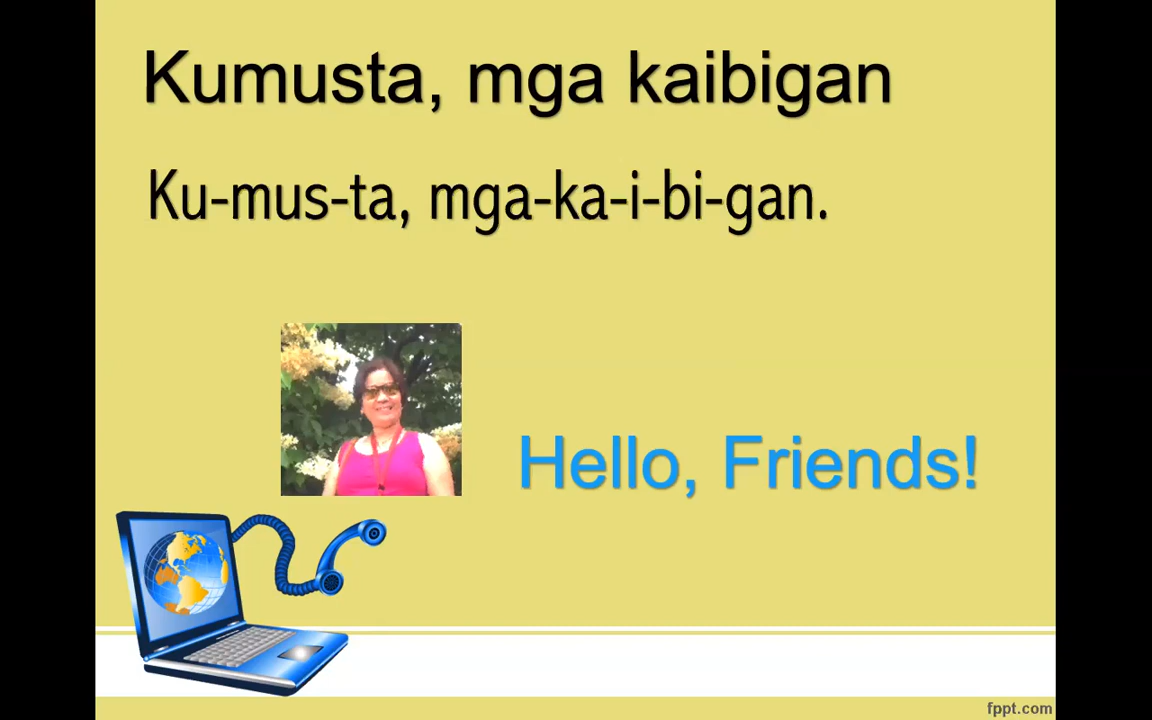 Kumusta, mga kaibigan
Ku-mus-ta, mga-ka-i-bi-gan.
Hello, Friends!
fppt.com